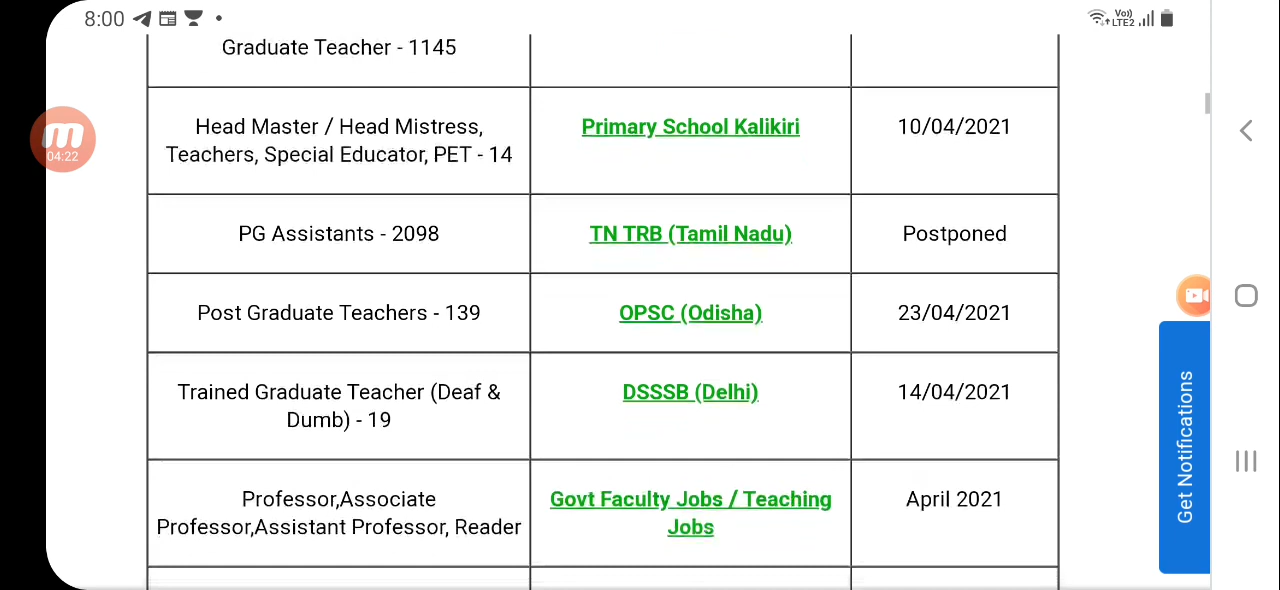 8:00
Vo))
LTE2
Graduate Teacher - 1145
04:22
Head Master / Head Mistress,
Teachers, Special Educator, PET - 14
Primary School Kalikiri
10/04/2021
PG Assistants - 2098
TN TRB (Tamil Nadu)
Postponed
Post Graduate Teachers - 139
OPSC (Odisha)
23/04/2021
Trained Graduate Teacher (Deaf &
Dumb) - 19
DSSSB (Delhi)
14/04/2021
Professor,Associate
Professor,Assistant Professor, Reader
Govt Faculty Jobs / Teaching
Jobs
April 2021
Get Notifications